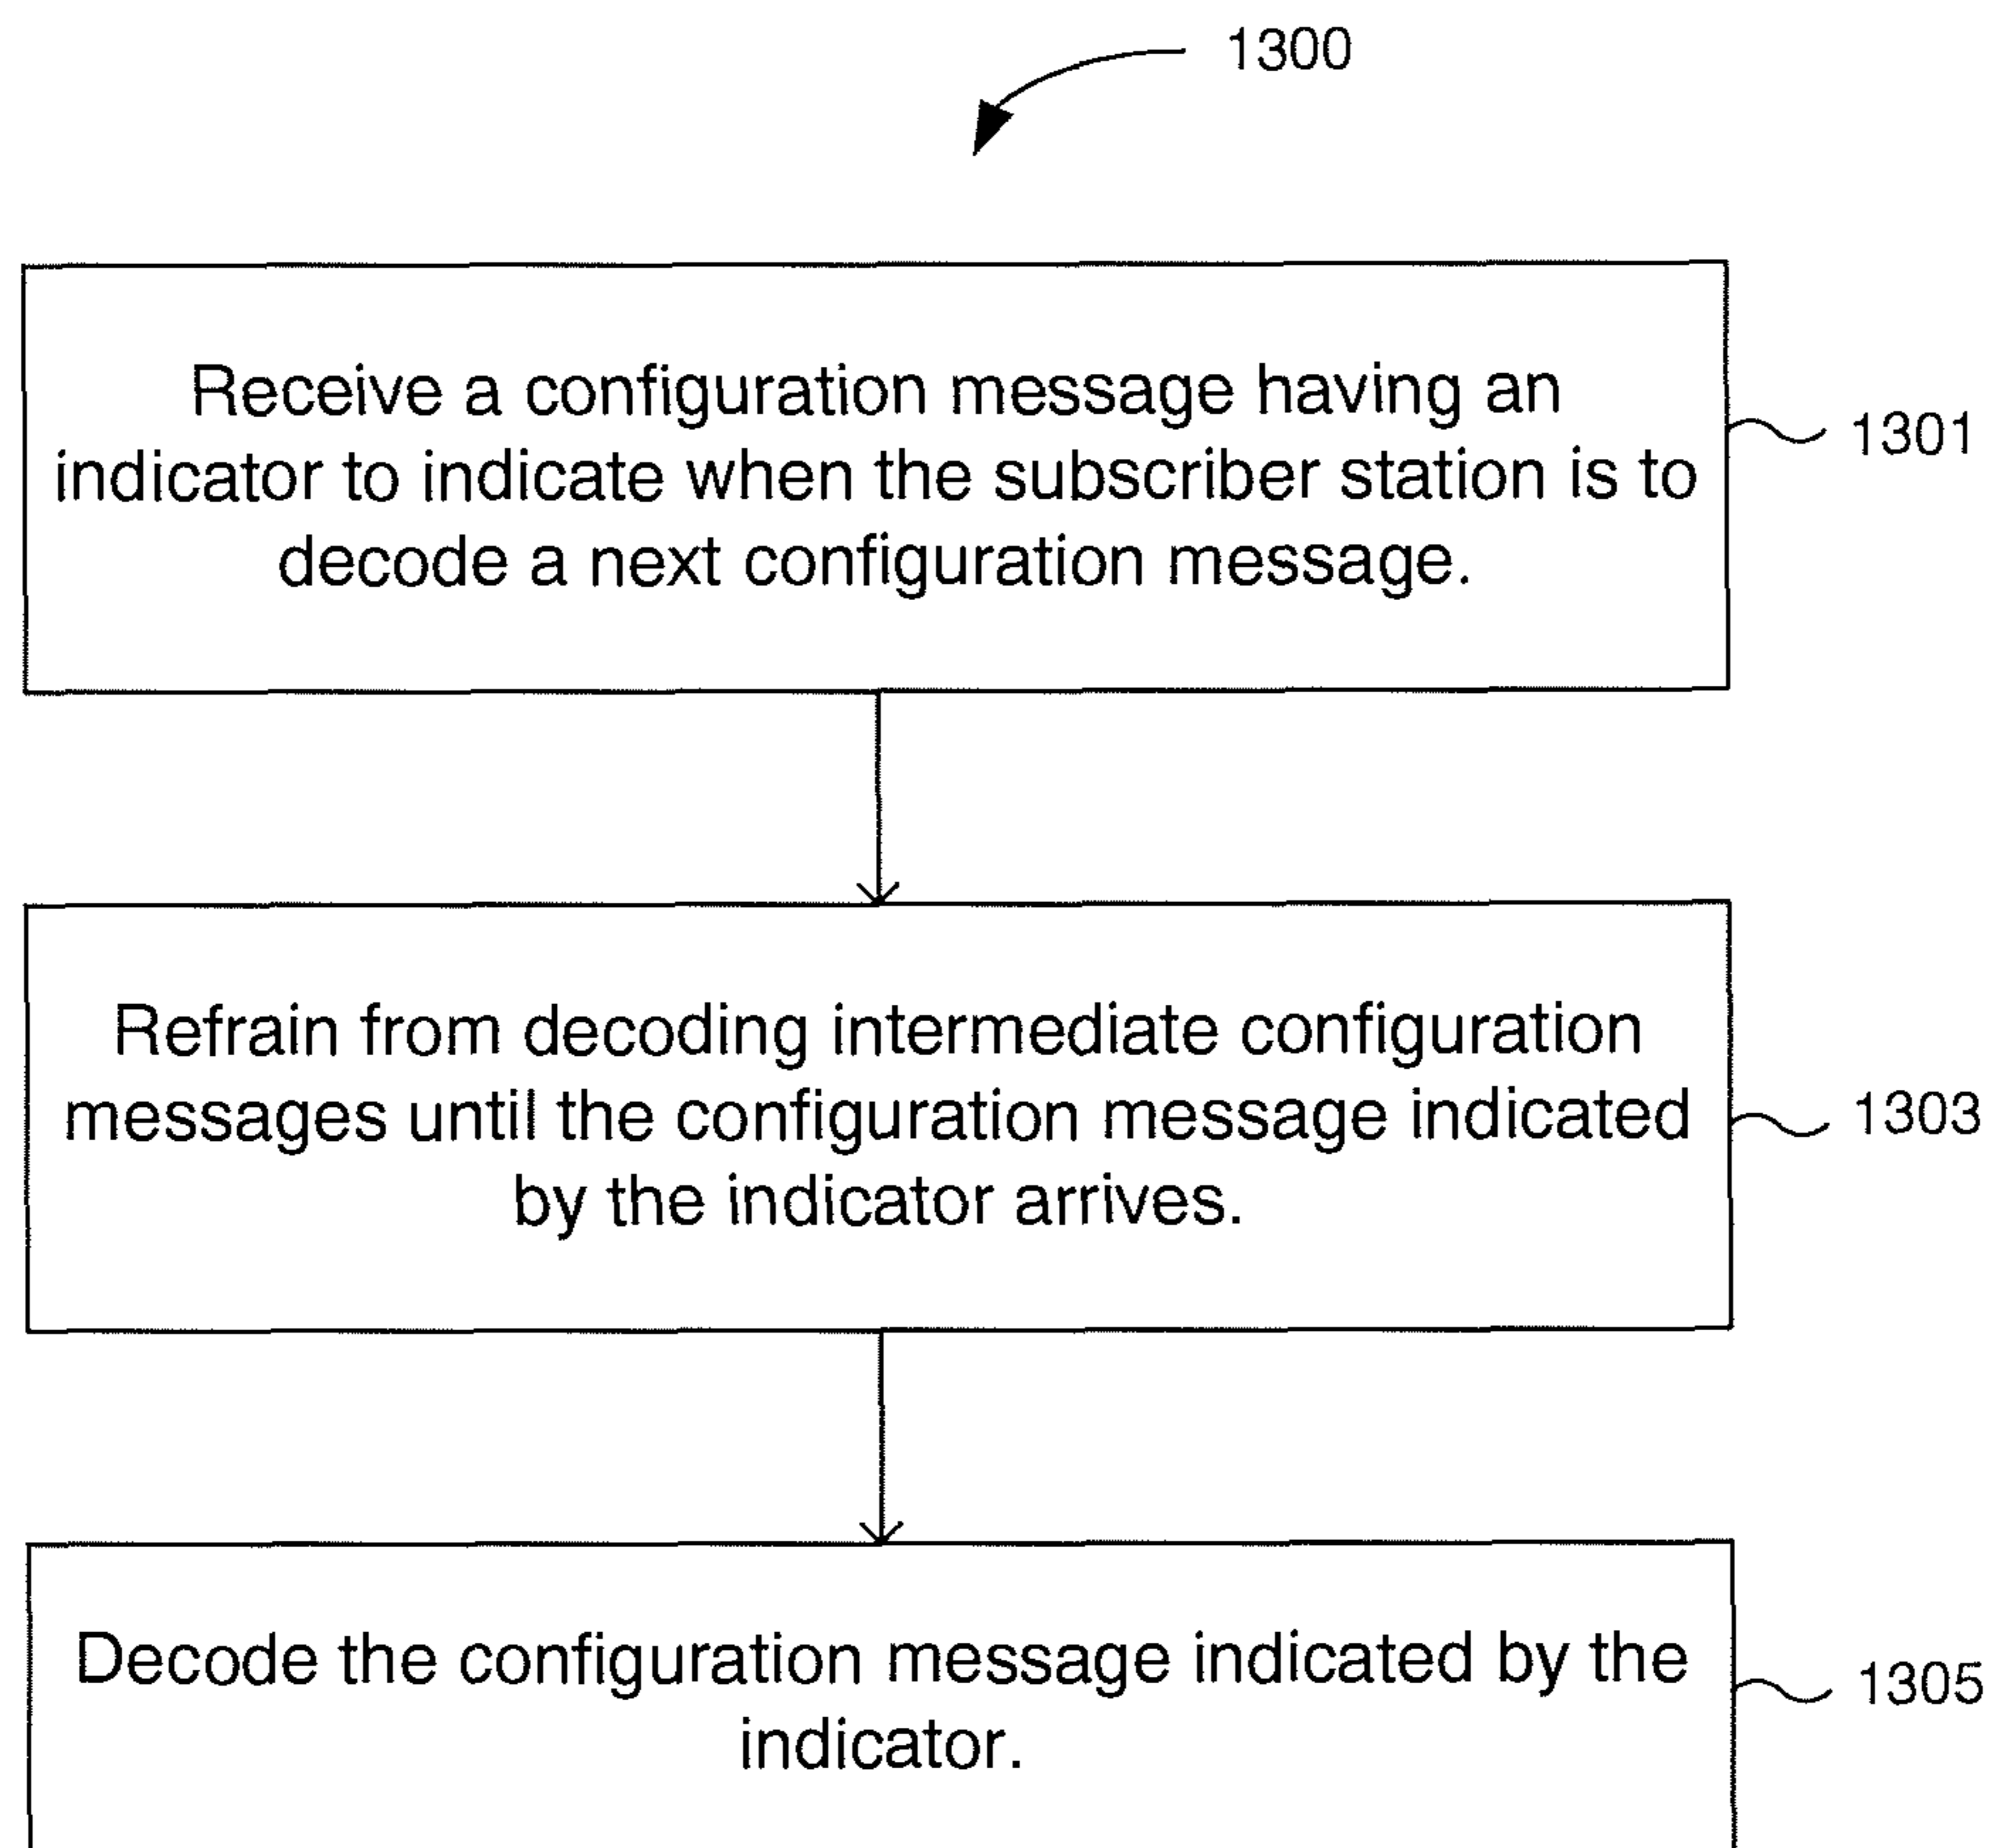 1300
Receive a configuration message having an
indicator to indicate when the subscriber station is to
decode a next configuration message.
1301
Refrain from decoding intermediate configuration
messages until the configuration message indicated
by the indicator arrives.
1303
Decode the configuration message indicated by the
indicator.
1305